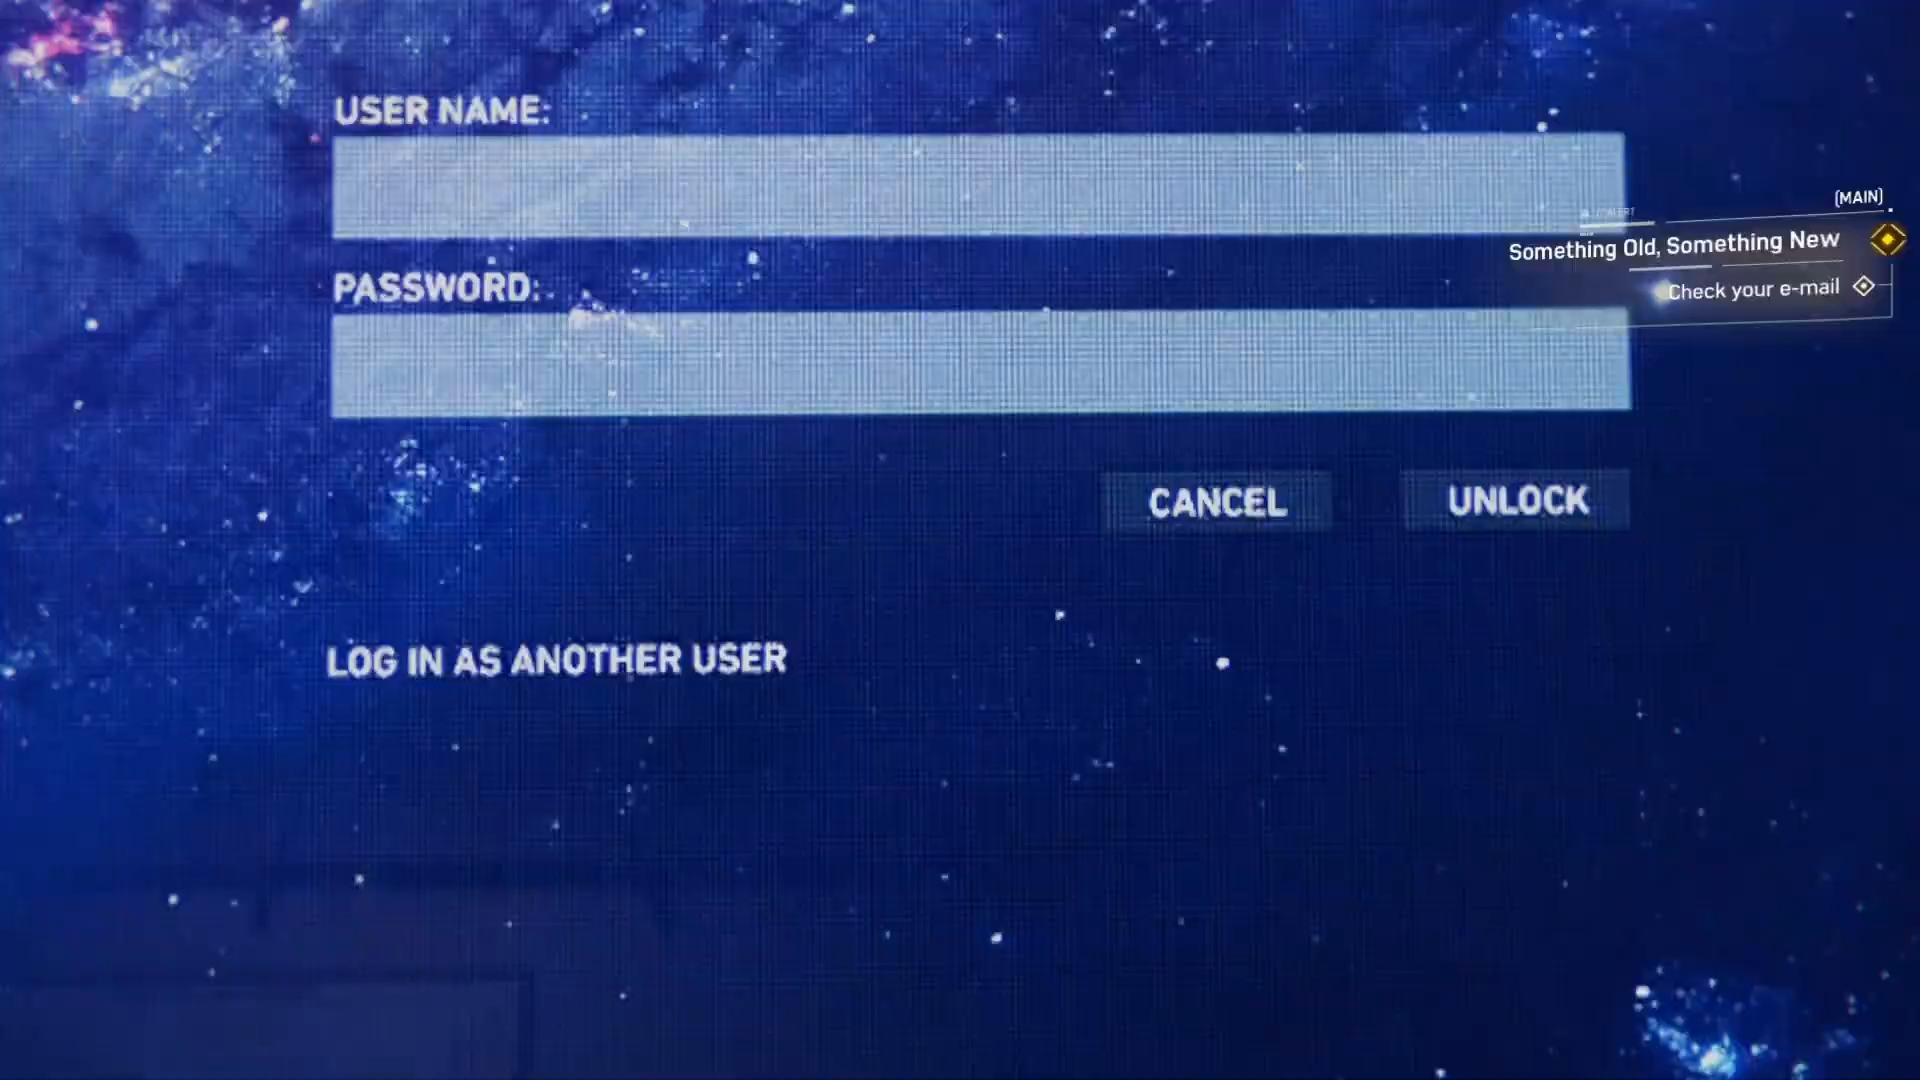 USER NAME:
(MAIN)
Something Old, Something New
PASSWORD:
Check your e-mail
CANCEL
UNLOCK
LOG IN AS ANOTHER USER